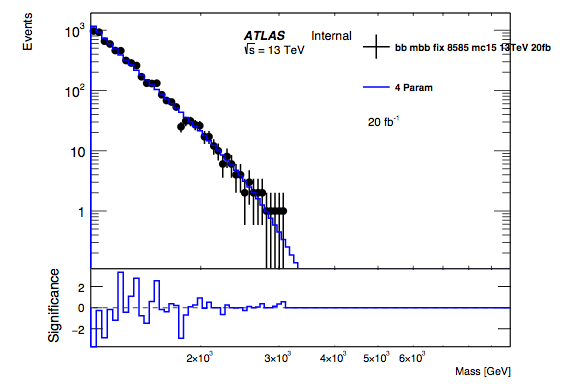 Events
10³
10²
10
1
ATLAS Internal
√s = 13 TeV
bb mbb fix 8585 mc15 13TeV 20fb
4 Param
20 fb⁻¹
Significance
2
0
−2
2×10³ 3×10³ 4×10³ 5×10³ 6×10³
Mass [GeV]